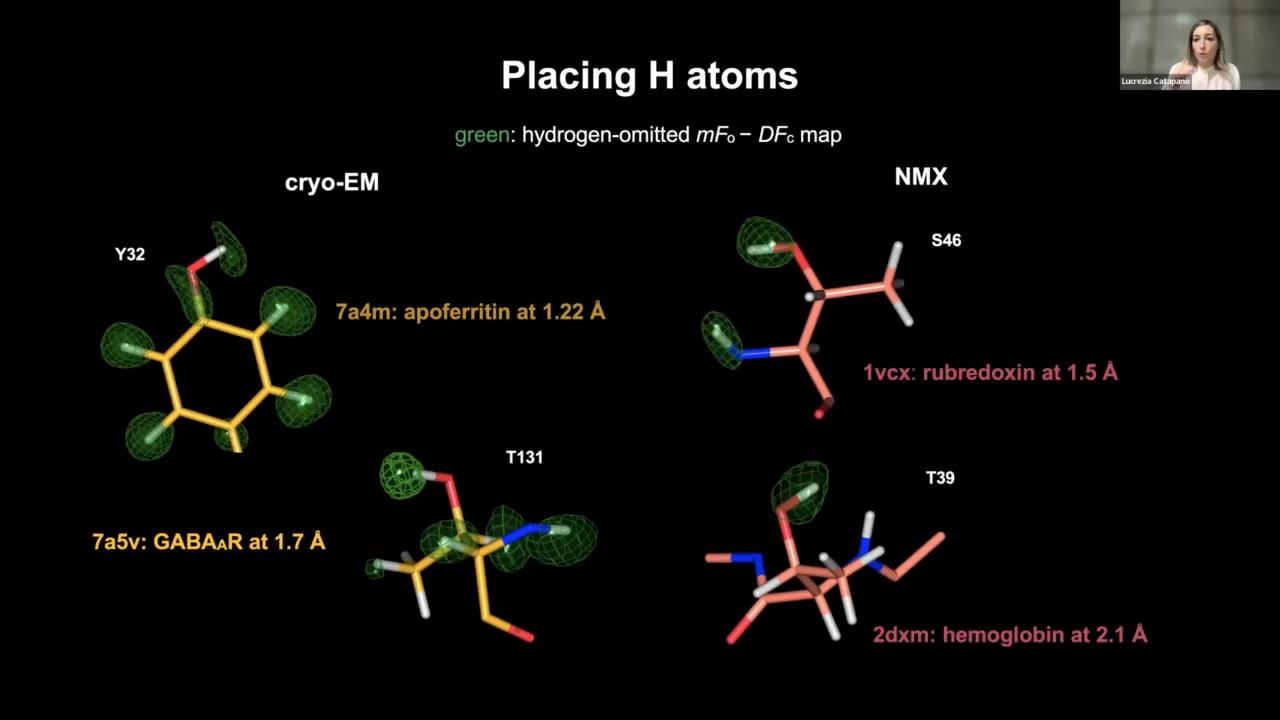 Lucrezia Catapano
Placing H atoms
green: hydrogen-omitted mFo − DFc map
cryo-EM
NMX
Y32
S46
7a4m: apoferritin at 1.22 Å
1vcx: rubredoxin at 1.5 Å
T131
T39
7a5v: GABAAR at 1.7 Å
2dxm: hemoglobin at 2.1 Å